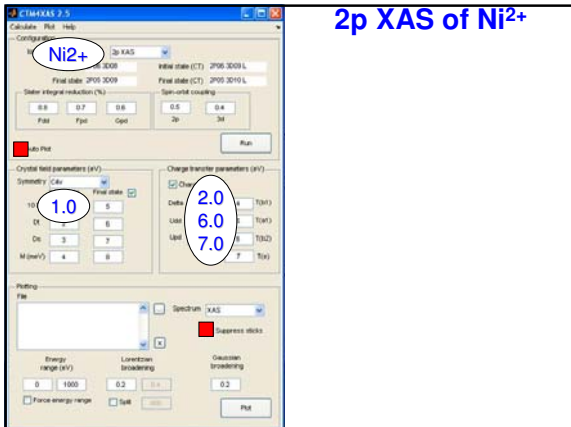 CTM4XAS 2.5
2p XAS of Ni2+
Calculate Plot Help
Configuration
Ni2+ 2p XAS
3D08 Initial state (CT) 2P06 3D09 L
Final state 2P05 3D09 Final state (CT) 2P05 3D10 L
Slater integral reduction (%) Spin-orbit coupling
0.8 0.7 0.6 0.5 0.4
Fdd Fpd Gpd 2p 3d
Run
Auto Plot
Crystal field parameters (eV) Charge transfer parameters (eV)
Symmetry C4v
Final state
1.0 5 Delta 2.0 4 T(b1)
Dt 6 Udd 6.0 T(a1)
Ds 3 7 Upd 7.0 T(b2)
M (meV) 4 8 7 T(e)
Plotting
File
Spectrum XAS
Suppress sticks
x
Energy range (eV) Lorentzian broadening Gaussian broadening
0 1000 0.2 0.4 0.2
Force energy range Split Plot